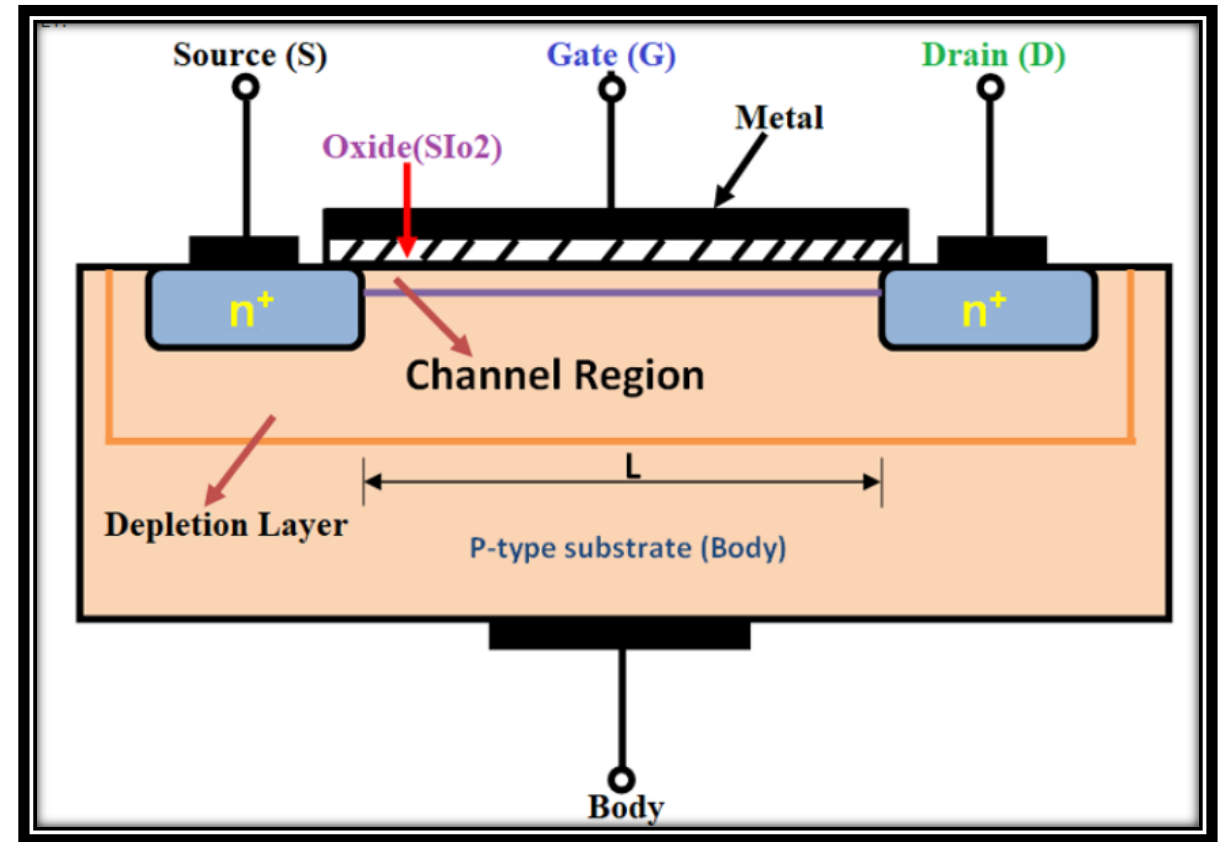 Source (S)
Gate (G)
Drain (D)
Metal
Oxide(SIo2)
n+
n+
Channel Region
L
Depletion Layer
P-type substrate (Body)
Body